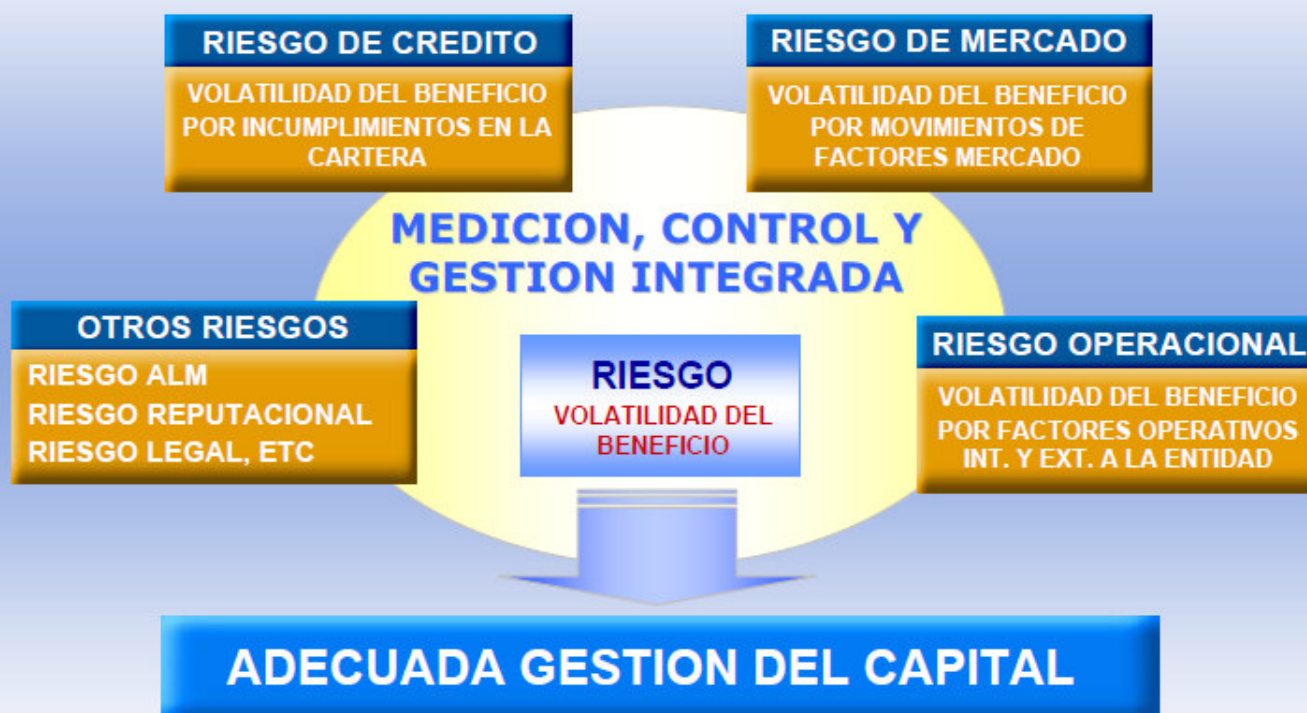 RIESGO DE CREDITO
VOLATILIDAD DEL BENEFICIO
POR INCUMPLIMIENTOS EN LA
CARTERA
RIESGO DE MERCADO
VOLATILIDAD DEL BENEFICIO
POR MOVIMIENTOS DE
FACTORES MERCADO
MEDICION, CONTROL Y
GESTION INTEGRADA
OTROS RIESGOS
RIESGO ALM
RIESGO REPUTACIONAL
RIESGO LEGAL, ETC
RIESGO
VOLATILIDAD DEL
BENEFICIO
RIESGO OPERACIONAL
VOLATILIDAD DEL BENEFICIO
POR FACTORES OPERATIVOS
INT. Y EXT. A LA ENTIDAD
ADECUADA GESTION DEL CAPITAL